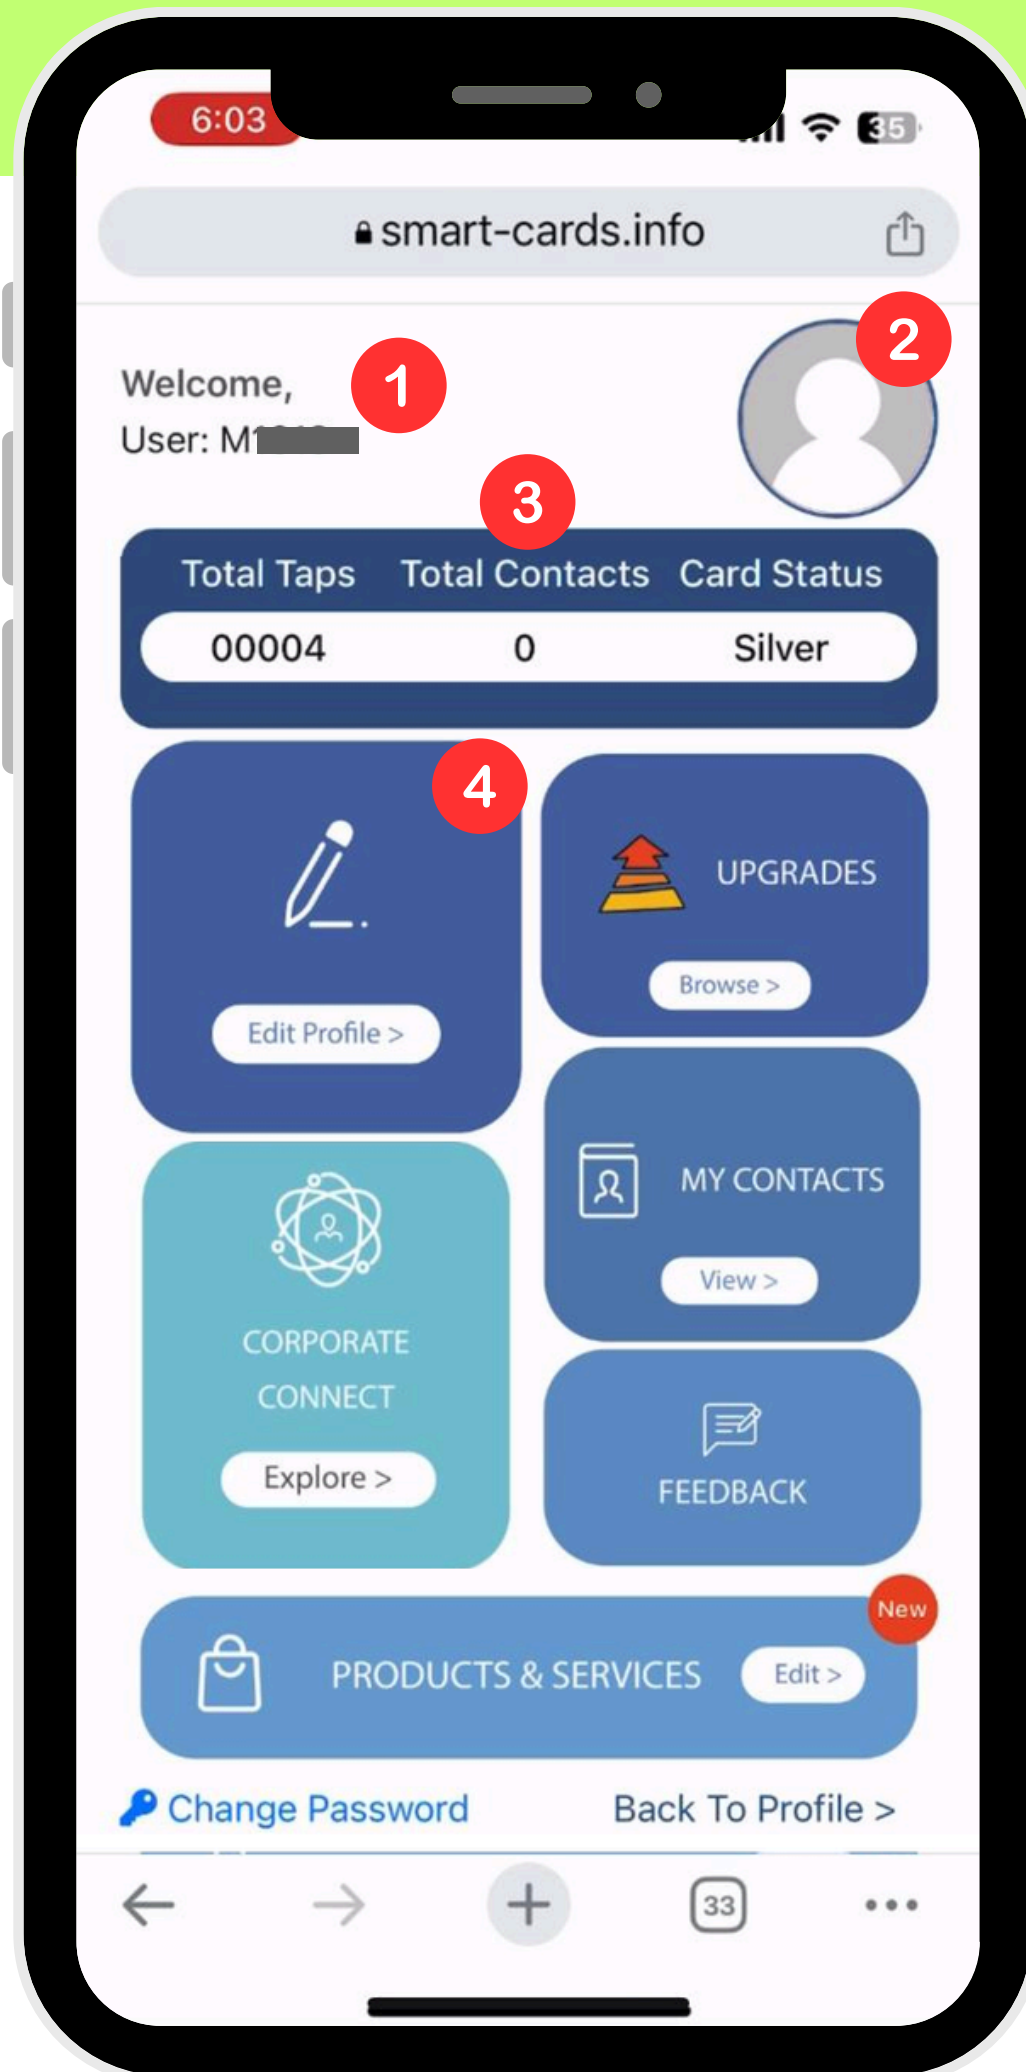 6:03
35
smart-cards.info
2
Welcome,
1
User:
3
Total Taps Total Contacts Card Status
00004 0 Silver
4
UPGRADES
Browse >
Edit Profile >
MY CONTACTS
View >
CORPORATE
CONNECT
Explore >
FEEDBACK
New
PRODUCTS & SERVICES Edit >
Change Password Back To Profile >
33